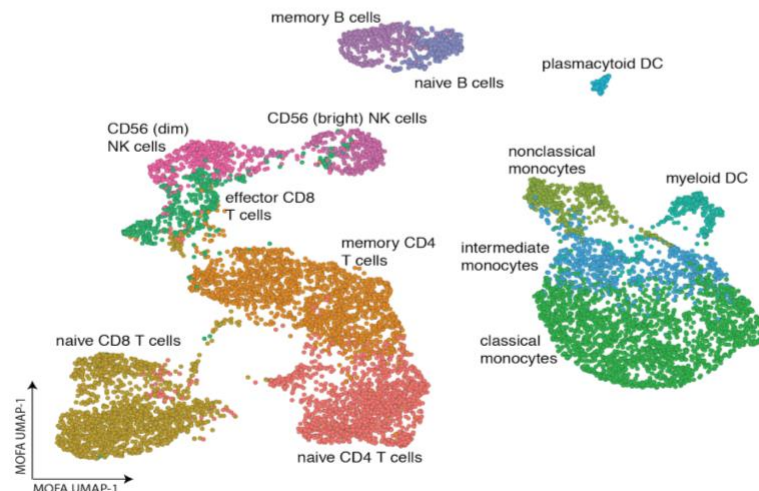 memory B cells
naive B cells
plasmacytoid DC
CD56 (dim)
NK cells
CD56 (bright) NK cells
effector CD8
T cells
nonclassical
monocytes
myeloid DC
memory CD4
T cells
intermediate
monocytes
naive CD8 T cells
classical
monocytes
naive CD4 T cells
MOFA UMAP-1
MOFA UMAP-1